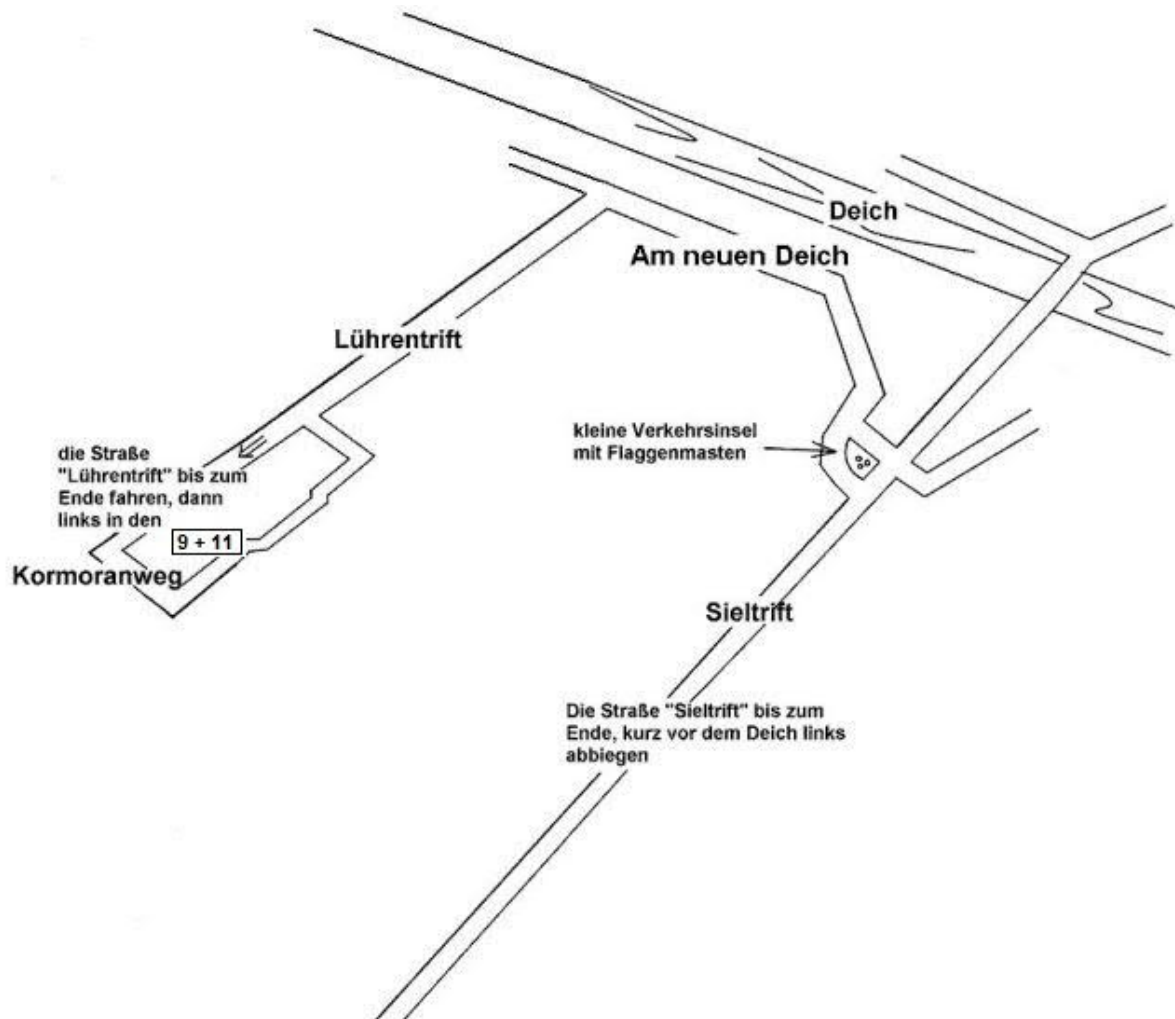 Deich
Am neuen Deich
Lührentrift
kleine Verkehrsinsel
mit Flaggenmasten
die Straße
"Lührentrift" bis zum
Ende fahren, dann
links in den
9 + 11
Kormoranweg
Sieltrift
Die Straße "Sieltrift" bis zum
Ende, kurz vor dem Deich links
abbiegen